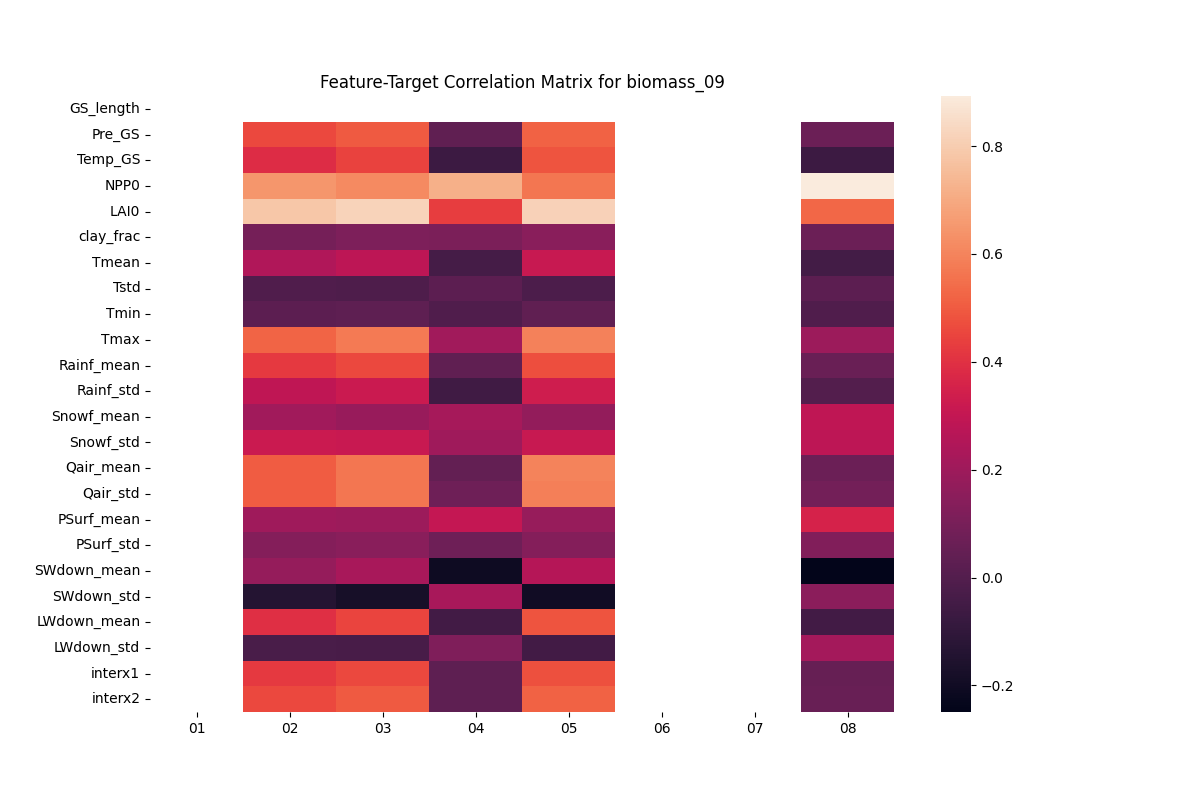 Feature-Target Correlation Matrix for biomass_09
GS_length
Pre_GS
Temp_GS
NPP0
LAI0
clay_frac
Tmean
Tstd
Tmin
Tmax
Rainf_mean
Rainf_std
Snowf_mean
Snowf_std
Qair_mean
Qair_std
PSurf_mean
PSurf_std
SWdown_mean
SWdown_std
LWdown_mean
LWdown_std
interx1
interx2
01 02 03 04 05 06 07 08
0.8
0.6
0.4
0.2
0.0
−0.2